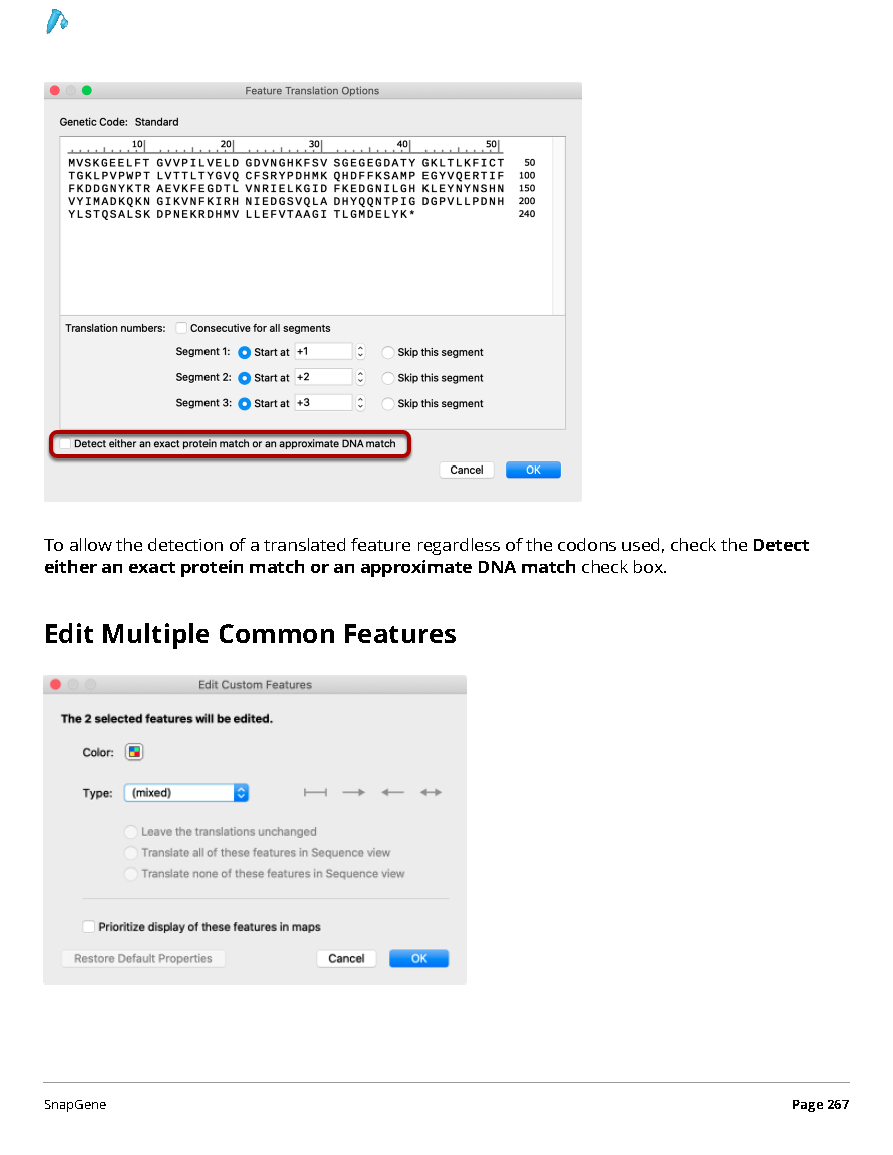 Feature Translation Options
Genetic Code: Standard
10| 20| 30| 40| 50|
MVSKGEELFT GVVPILVELD GDVNGHKFSV SGEGEGDATY GKLTLKFICT 50
TGKLPVPWPT LVTTLTYGVQ CFSRYPDHMK QHDFFKSAMP EGYVQERTIF 100
FKDDGNYKTR AEVKFEGDTL VNRIELKGID FKEDGNILGH KLEYNYNSHN 150
VYIMADKQKN GIKVNFKIRH NIEDGSVQLA DHYQQNTPIG DGPVLLPDNH 200
YLSTQSALSK DPNEKRDHMV LLEFVTAAGI TLGMDELYK* 240
Translation numbers: Consecutive for all segments
Segment 1: Start at +1 Skip this segment
Segment 2: Start at +2 Skip this segment
Segment 3: Start at +3 Skip this segment
Detect either an exact protein match or an approximate DNA match
Cancel OK
To allow the detection of a translated feature regardless of the codons used, check the Detect
either an exact protein match or an approximate DNA match check box.
Edit Multiple Common Features
Edit Custom Features
The 2 selected features will be edited.
Color:
Type: (mixed)
Leave the translations unchanged
Translate all of these features in Sequence view
Translate none of these features in Sequence view
Prioritize display of these features in maps
Restore Default Properties Cancel OK
SnapGene Page 267